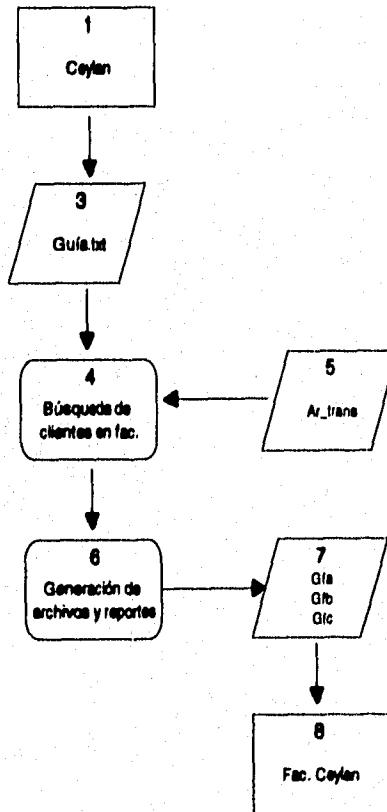 1
Ceylan
3
Guía.txt
4
Búsqueda de
clientes en fac.
5
Ar_trans
6
Generación de
archivos y reportes
7
Gfa
Gfb
Gfc
8
Fac. Ceylan